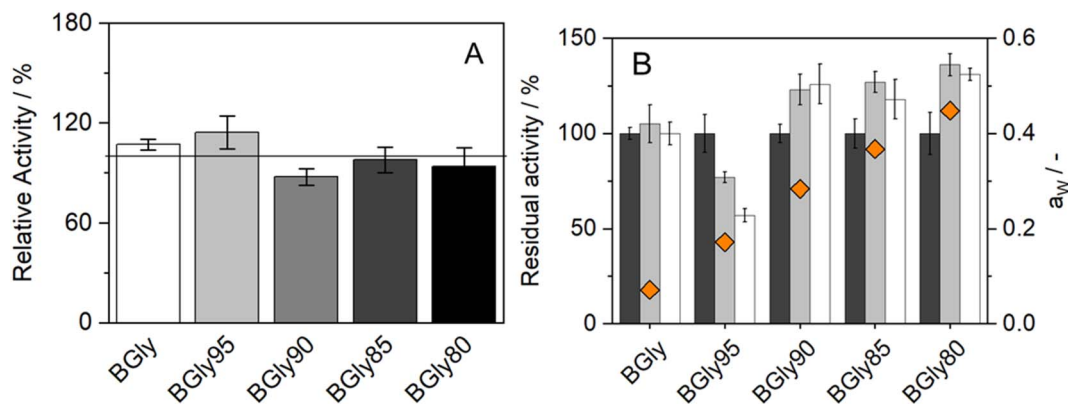 A
Relative Activity / %
180
120
60
0
BGly
BGly95
BGly90
BGly85
BGly80
B
Residual activity / %
150
100
50
0
0.6
0.4
0.2
0.0
a_W / -
BGly
BGly95
BGly90
BGly85
BGly80